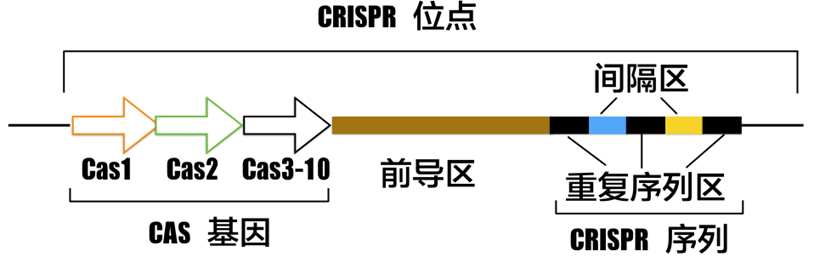 CRISPR 位点
间隔区
Cas1 Cas2 Cas3-10
前导区
重复序列区
CAS 基因
CRISPR 序列